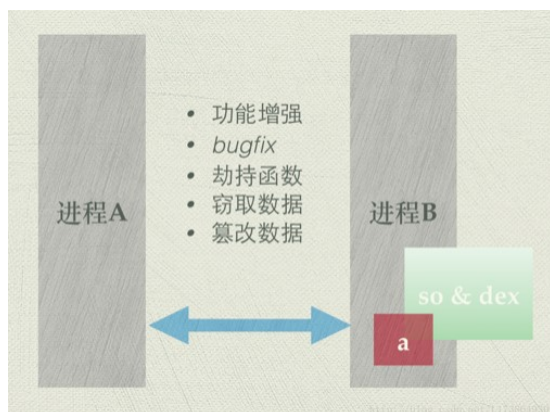 功能增强
bugfix
劫持函数
窃取数据
篡改数据
进程A
进程B
so & dex
a